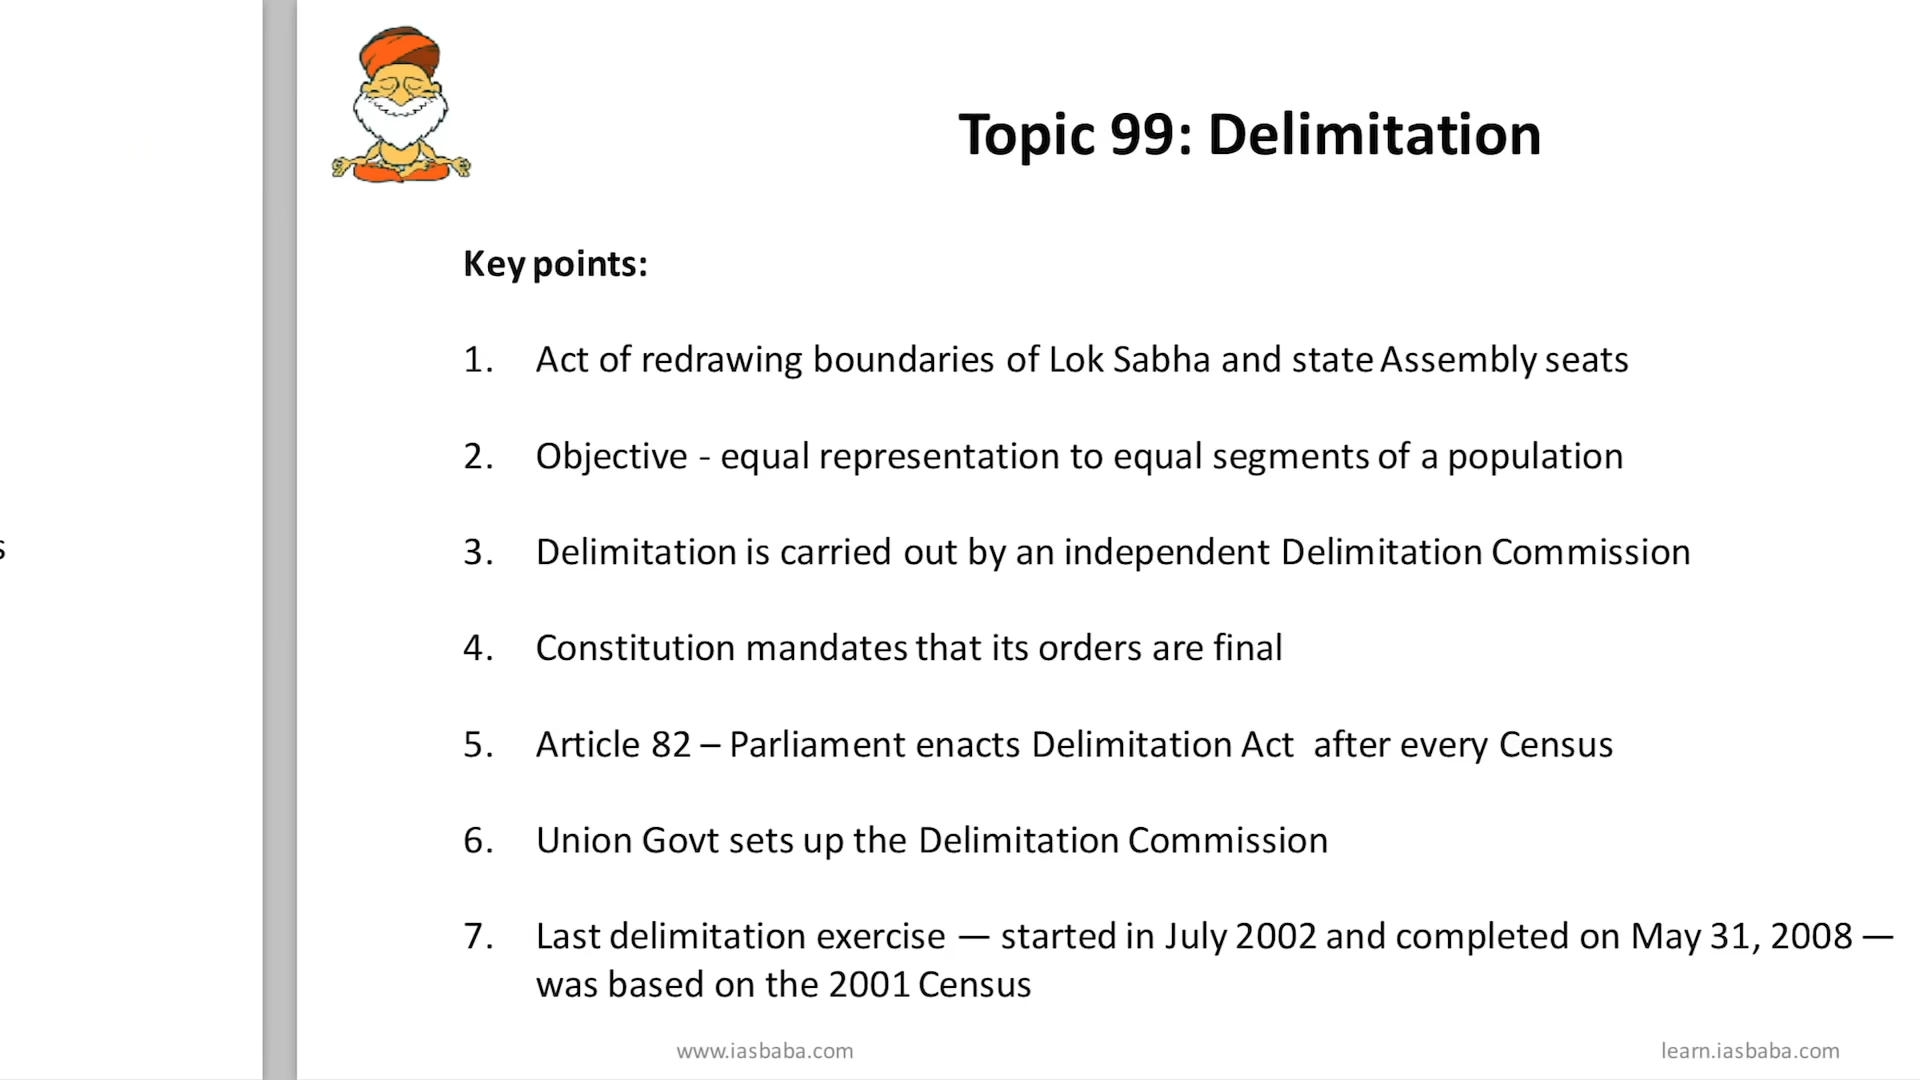 Topic 99: Delimitation
Key points:
1. Act of redrawing boundaries of Lok Sabha and state Assembly seats
2. Objective - equal representation to equal segments of a population
3. Delimitation is carried out by an independent Delimitation Commission
4. Constitution mandates that its orders are final
5. Article 82 – Parliament enacts Delimitation Act after every Census
6. Union Govt sets up the Delimitation Commission
7. Last delimitation exercise — started in July 2002 and completed on May 31, 2008 —
was based on the 2001 Census
www.iasbaba.com
learn.iasbaba.com